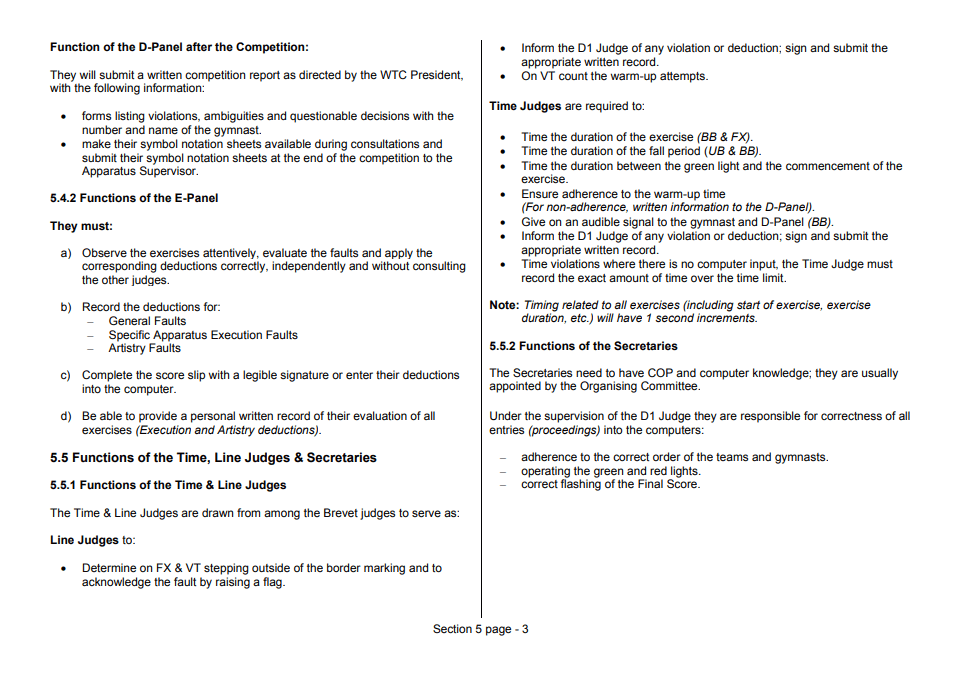 Function of the D-Panel after the Competition:
They will submit a written competition report as directed by the WTC President,
with the following information:
• forms listing violations, ambiguities and questionable decisions with the
number and name of the gymnast.
• make their symbol notation sheets available during consultations and
submit their symbol notation sheets at the end of the competition to the
Apparatus Supervisor.
5.4.2 Functions of the E-Panel
They must:
a) Observe the exercises attentively, evaluate the faults and apply the
corresponding deductions correctly, independently and without consulting
the other judges.
b) Record the deductions for:
– General Faults
– Specific Apparatus Execution Faults
– Artistry Faults
c) Complete the score slip with a legible signature or enter their deductions
into the computer.
d) Be able to provide a personal written record of their evaluation of all
exercises (Execution and Artistry deductions).
5.5 Functions of the Time, Line Judges & Secretaries
5.5.1 Functions of the Time & Line Judges
The Time & Line Judges are drawn from among the Brevet judges to serve as:
Line Judges to:
• Determine on FX & VT stepping outside of the border marking and to
acknowledge the fault by raising a flag.
• Inform the D1 Judge of any violation or deduction; sign and submit the
appropriate written record.
• On VT count the warm-up attempts.
Time Judges are required to:
• Time the duration of the exercise (BB & FX).
• Time the duration of the fall period (UB & BB).
• Time the duration between the green light and the commencement of the
exercise.
• Ensure adherence to the warm-up time
(For non-adherence, written information to the D-Panel).
• Give on an audible signal to the gymnast and D-Panel (BB).
• Inform the D1 Judge of any violation or deduction; sign and submit the
appropriate written record.
• Time violations where there is no computer input, the Time Judge must
record the exact amount of time over the time limit.
Note: Timing related to all exercises (including start of exercise, exercise
duration, etc.) will have 1 second increments.
5.5.2 Functions of the Secretaries
The Secretaries need to have COP and computer knowledge; they are usually
appointed by the Organising Committee.
Under the supervision of the D1 Judge they are responsible for correctness of all
entries (proceedings) into the computers:
– adherence to the correct order of the teams and gymnasts.
– operating the green and red lights.
– correct flashing of the Final Score.
Section 5 page - 3